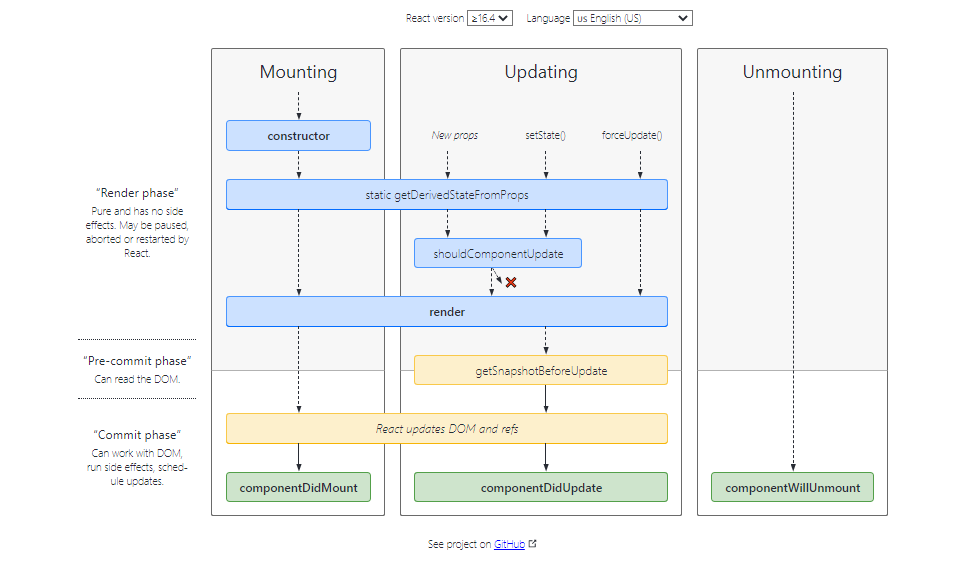 React version ≥16.4 Language us English (US)
Mounting
Updating
Unmounting
constructor
New props
setState()
forceUpdate()
static getDerivedStateFromProps
“Render phase”
Pure and has no side
effects. May be paused,
aborted or restarted by
React.
shouldComponentUpdate
render
“Pre-commit phase”
Can read the DOM.
getSnapshotBeforeUpdate
React updates DOM and refs
“Commit phase”
Can work with DOM,
run side effects, sched-
ule updates.
componentDidMount
componentDidUpdate
componentWillUnmount
See project on GitHub